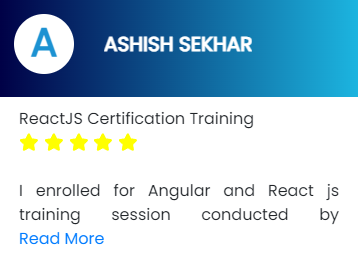 A
ASHISH SEKHAR
ReactJS Certification Training
I enrolled for Angular and React js
training session conducted by
Read More